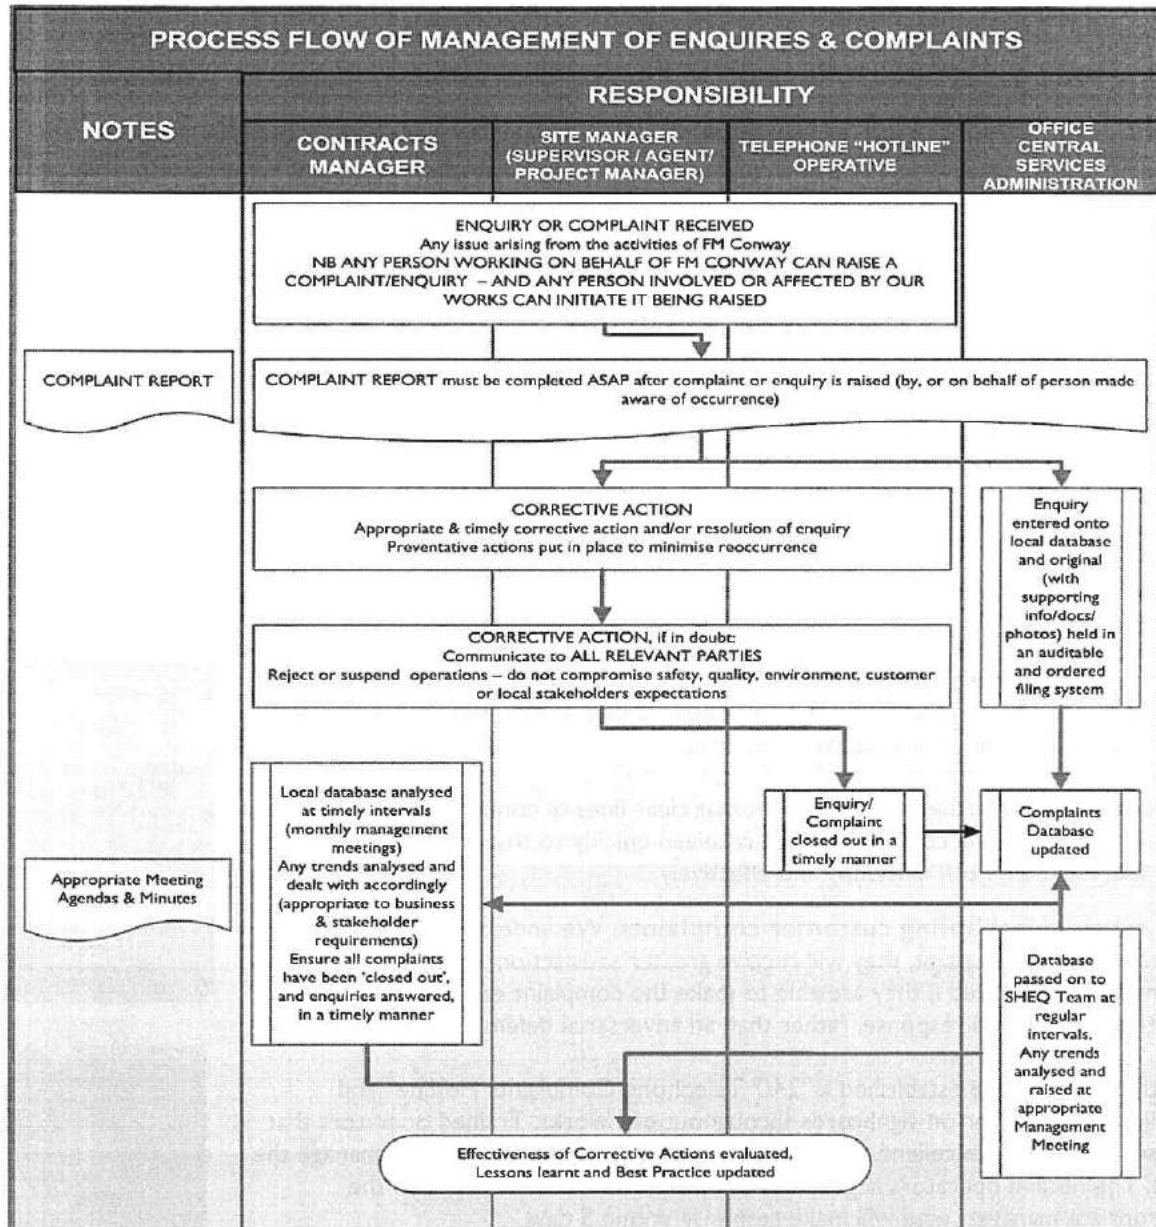 PROCESS FLOW OF MANAGEMENT OF ENQUIRES & COMPLAINTS
NOTES
RESPONSIBILITY
CONTRACTS
MANAGER
SITE MANAGER
(SUPERVISOR / AGENT/
PROJECT MANAGER)
TELEPHONE “HOTLINE”
OPERATIVE
OFFICE
CENTRAL
SERVICES
ADMINISTRATION
ENQUIRY OR COMPLAINT RECEIVED
Any issue arising from the activities of FM Conway
NB ANY PERSON WORKING ON BEHALF OF FM CONWAY CAN RAISE A
COMPLAINT/ENQUIRY – AND ANY PERSON INVOLVED OR AFFECTED BY OUR
WORKS CAN INITIATE IT BEING RAISED
COMPLAINT REPORT
COMPLAINT REPORT must be completed ASAP after complaint or enquiry is raised (by, or on behalf of person made
aware of occurrence)
CORRECTIVE ACTION
Appropriate & timely corrective action and/or resolution of enquiry
Preventative actions put in place to minimise reoccurrence
Enquiry
entered onto
local database
and original
(with
supporting
info/docs/
photos) held in
an auditable
and ordered
filing system
CORRECTIVE ACTION, if in doubt:
Communicate to ALL RELEVANT PARTIES
Reject or suspend operations – do not compromise safety, quality, environment, customer
or local stakeholders expectations
Local database analysed
at timely intervals
(monthly management
meetings)
Any trends analysed and
dealt with accordingly
(appropriate to business
& stakeholder
requirements)
Ensure all complaints
have been 'closed out',
and enquiries answered,
in a timely manner
Enquiry/
Complaint
closed out in a
timely manner
Complaints
Database
updated
Appropriate Meeting
Agendas & Minutes
Database
passed on to
SHEQ Team at
regular
intervals.
Any trends
analysed and
raised at
appropriate
Management
Meeting
Effectiveness of Corrective Actions evaluated,
Lessons learnt and Best Practice updated